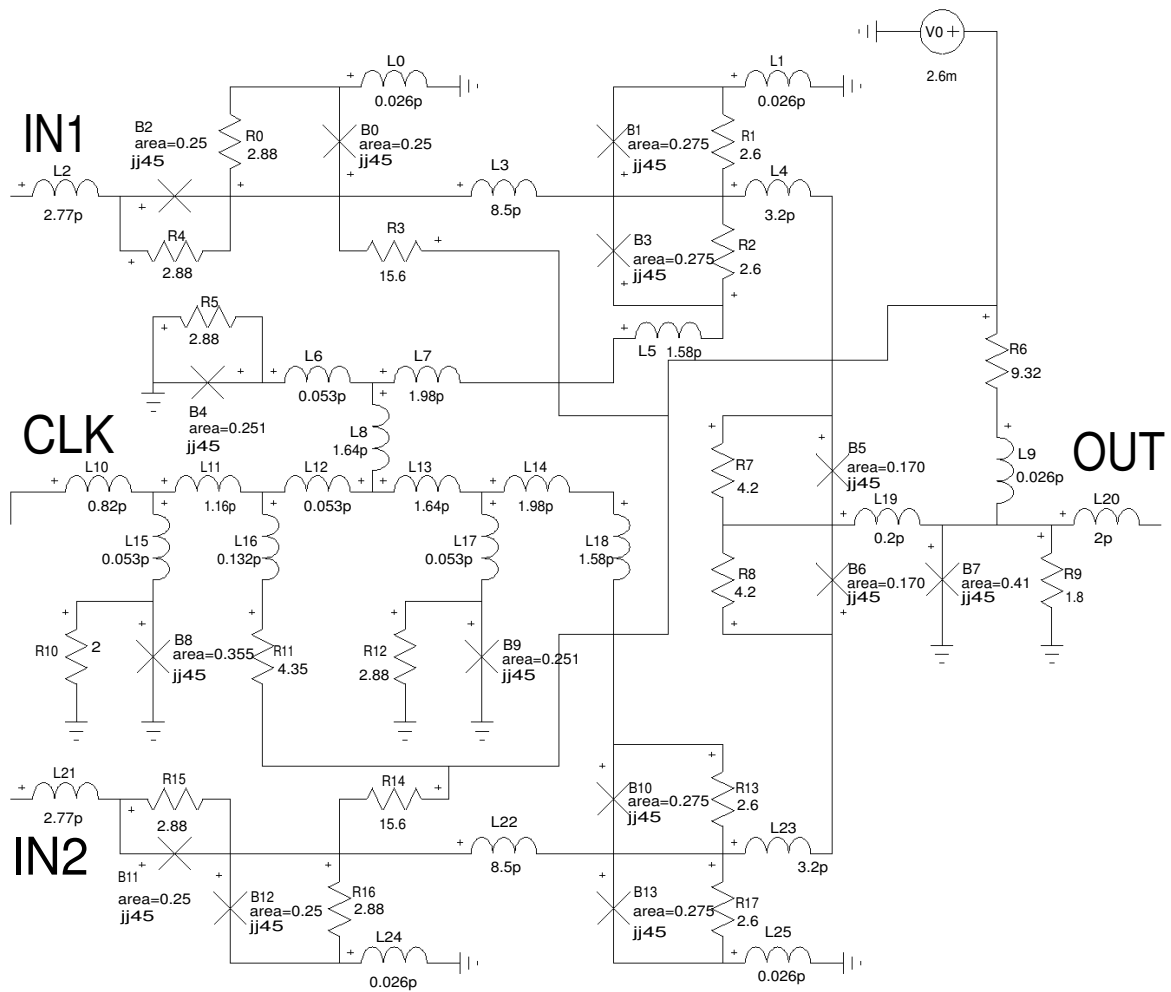 V0 +
2.6m
L0
0.026p
L1
0.026p
IN1
B2
area=0.25
jj45
R0
2.88
B0
area=0.25
jj45
B1
area=0.275
jj45
R1
2.6
L2
2.77p
L3
8.5p
L4
3.2p
R4
2.88
R3
15.6
B3
area=0.275
jj45
R2
2.6
R5
2.88
L5
1.58p
R6
9.32
L6
0.053p
L7
1.98p
B4
area=0.251
jj45
CLK
L8
1.64p
R7
4.2
B5
area=0.170
jj45
L9
0.026p
OUT
L10
0.82p
L11
1.16p
L12
0.053p
L13
1.64p
L14
1.98p
L19
0.2p
L20
2p
L15
0.053p
L16
0.132p
L17
0.053p
L18
1.58p
R8
4.2
B6
area=0.170
jj45
B7
area=0.41
jj45
R9
1.8
R10
2
B8
area=0.355
jj45
R11
4.35
R12
2.88
B9
area=0.251
jj45
L21
2.77p
R15
2.88
R14
15.6
B10
area=0.275
jj45
R13
2.6
IN2
L22
8.5p
L23
3.2p
B11
area=0.25
jj45
B12
area=0.25
jj45
R16
2.88
B13
area=0.275
jj45
R17
2.6
L24
0.026p
L25
0.026p